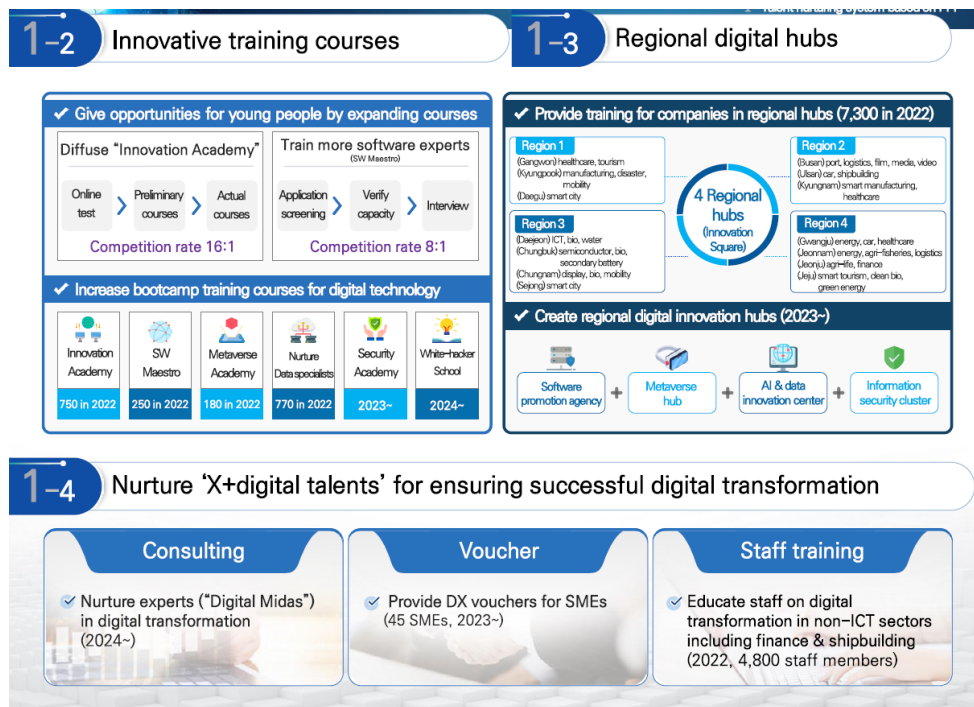 1 Talent nurturing system based on PPP
1-2 Innovative training courses
✓ Give opportunities for young people by expanding courses
Diffuse “Innovation Academy”
Online
test
Preliminary
courses
Actual
courses
Competition rate 16:1
Train more software experts
(SW Maestro)
Application
screening
Verify
capacity
Interview
Competition rate 8:1
✓ Increase bootcamp training courses for digital technology
Innovation
Academy
750 in 2022
SW
Maestro
250 in 2022
Metaverse
Academy
180 in 2022
Nurture
Data specialists
770 in 2022
Security
Academy
2023~
White-hacker
School
2024~
1-3 Regional digital hubs
✓ Provide training for companies in regional hubs (7,300 in 2022)
Region 1
(Gangwon) healthcare, tourism
(Kyungpook) manufacturing, disaster,
mobility
(Daegu) smart city
Region 2
(Busan) port, logistics, film, media, video
(Ulsan) car, shipbuilding
(Kyungnam) smart manufacturing,
healthcare
4 Regional
hubs
(Innovation
Square)
Region 3
(Daejeon) ICT, bio, water
(Chungbuk) semiconductor, bio,
secondary battery
(Chungnam) display, bio, mobility
(Sejong) smart city
Region 4
(Gwangju) energy, car, healthcare
(Jeonnam) energy, agri-fisheries, logistics
(Jeonju) agri-life, finance
(Jeju) smart tourism, clean bio,
green energy
✓ Create regional digital innovation hubs (2023~)
Software
promotion agency
+
Metaverse
hub
+
AI & data
innovation center
+
Information
security cluster
1-4 Nurture ‘X+digital talents’ for ensuring successful digital transformation
Consulting
✓ Nurture experts (“Digital Midas”)
in digital transformation
(2024~)
Voucher
✓ Provide DX vouchers for SMEs
(45 SMEs, 2023~)
Staff training
✓ Educate staff on digital
transformation in non-ICT sectors
including finance & shipbuilding
(2022, 4,800 staff members)